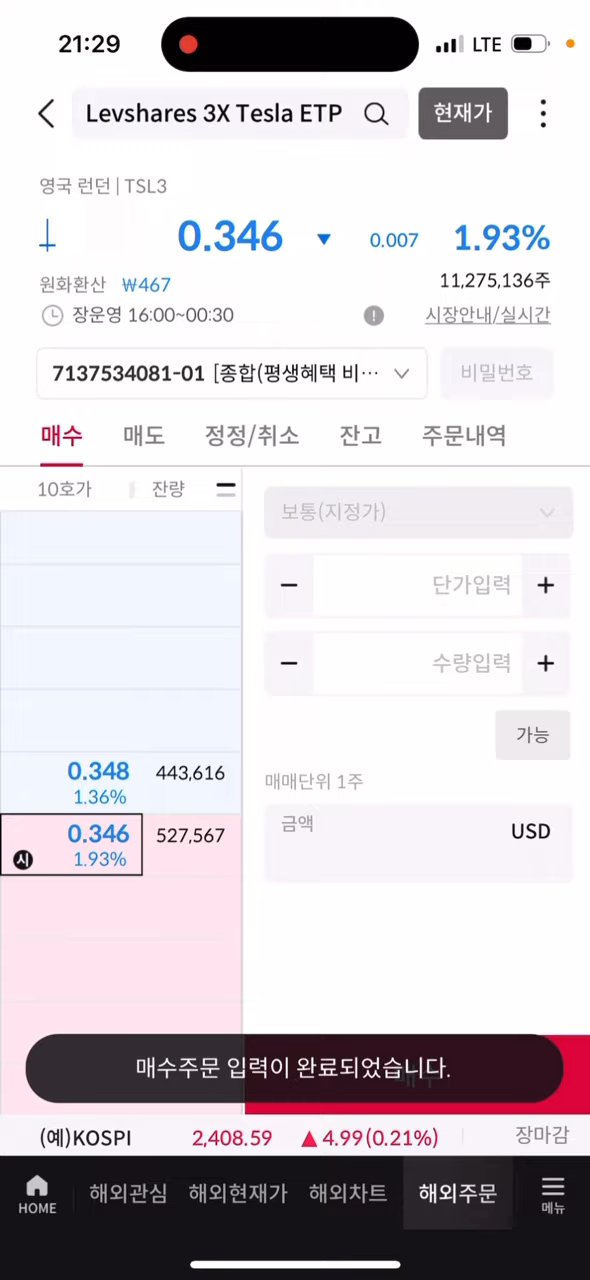 21:29 LTE
Levshares 3X Tesla ETP 현재가
영국 런던 | TSL3
0.346 ▼ 0.007 1.93%
원화환산 ₩467 11,275,136주
장운영 16:00~00:30 시장안내/실시간
7137534081-01 [종합(평생혜택 비… 비밀번호
매수 매도 정정/취소 잔고 주문내역
10호가 잔량
보통(지정가)
− 단가입력 +
− 수량입력 +
가능
0.348 443,616
1.36%
매매단위 1주
금액 USD
0.346 527,567
시 1.93%
매수주문 입력이 완료되었습니다.
매수
(예)KOSPI 2,408.59 ▲ 4.99(0.21%) 장마감
HOME 해외관심 해외현재가 해외차트 해외주문 메뉴